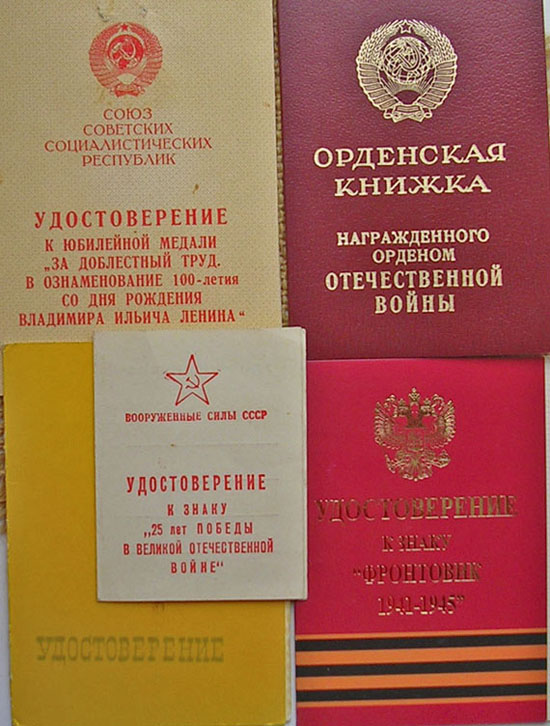 СОЮЗ
СОВЕТСКИХ
СОЦИАЛИСТИЧЕСКИХ
РЕСПУБЛИК
УДОСТОВЕРЕНИЕ
К ЮБИЛЕЙНОЙ МЕДАЛИ
„ЗА ДОБЛЕСТНЫЙ ТРУД.
В ОЗНАМЕНОВАНИЕ 100-летия
СО ДНЯ РОЖДЕНИЯ
ВЛАДИМИРА ИЛЬИЧА ЛЕНИНА“
ОРДЕНСКАЯ
КНИЖКА
НАГРАЖДЕННОГО
ОРДЕНОМ
ОТЕЧЕСТВЕННОЙ
ВОЙНЫ
ВООРУЖЕННЫЕ СИЛЫ СССР
УДОСТОВЕРЕНИЕ
К ЗНАКУ
„25 лет ПОБЕДЫ
В ВЕЛИКОЙ ОТЕЧЕСТВЕННОЙ
ВОЙНЕ“
УДОСТОВЕРЕНИЕ
УДОСТОВЕРЕНИЕ
К ЗНАКУ
"ФРОНТОВИК
1941-1945"